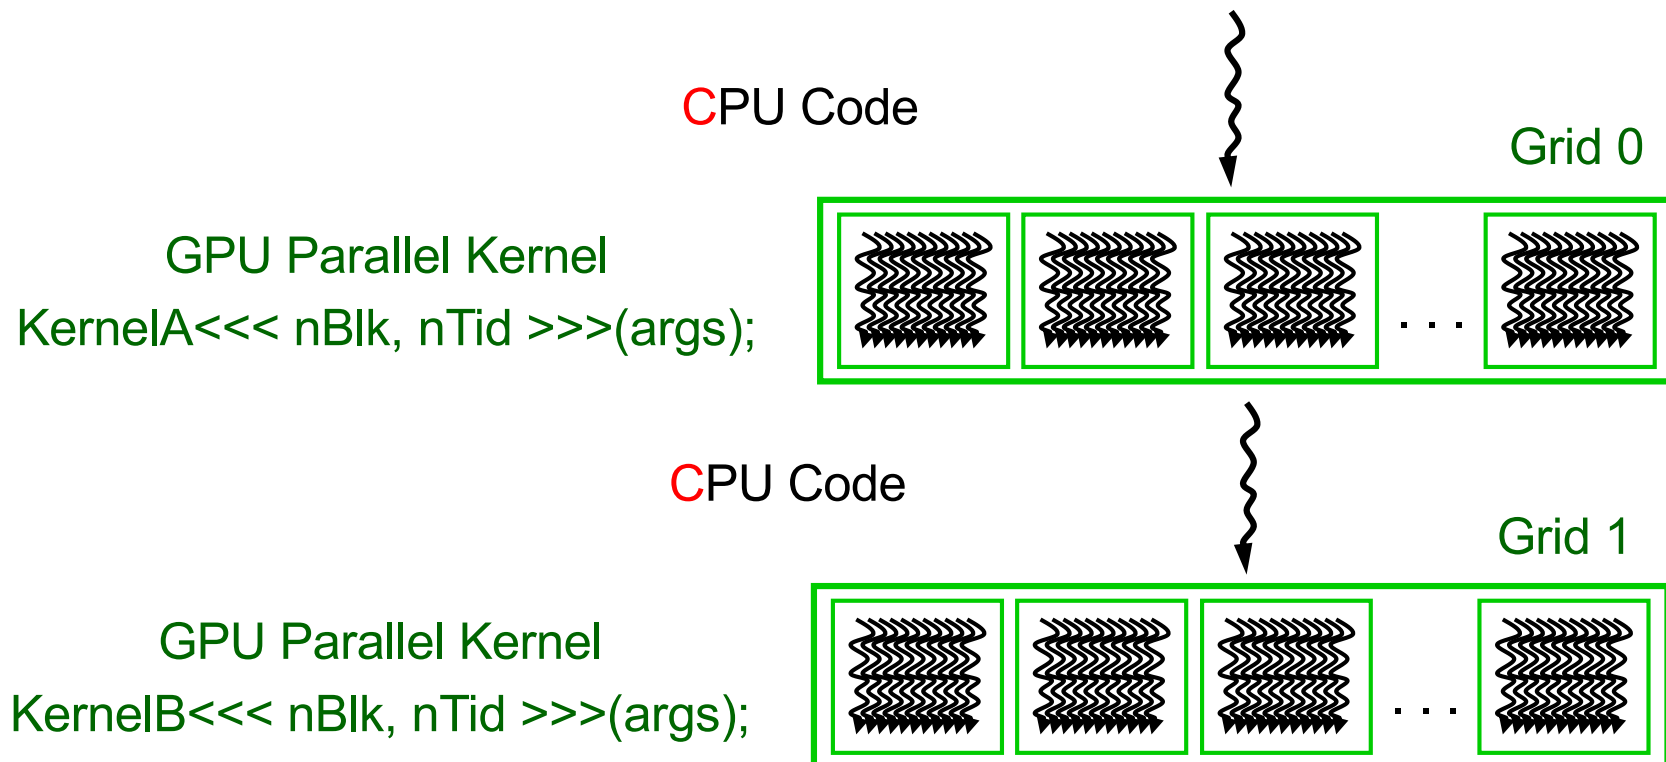 CPU Code
Grid 0
GPU Parallel Kernel
KernelA<<< nBlk, nTid >>>(args);
. . .
CPU Code
Grid 1
GPU Parallel Kernel
KernelB<<< nBlk, nTid >>>(args);
. . .